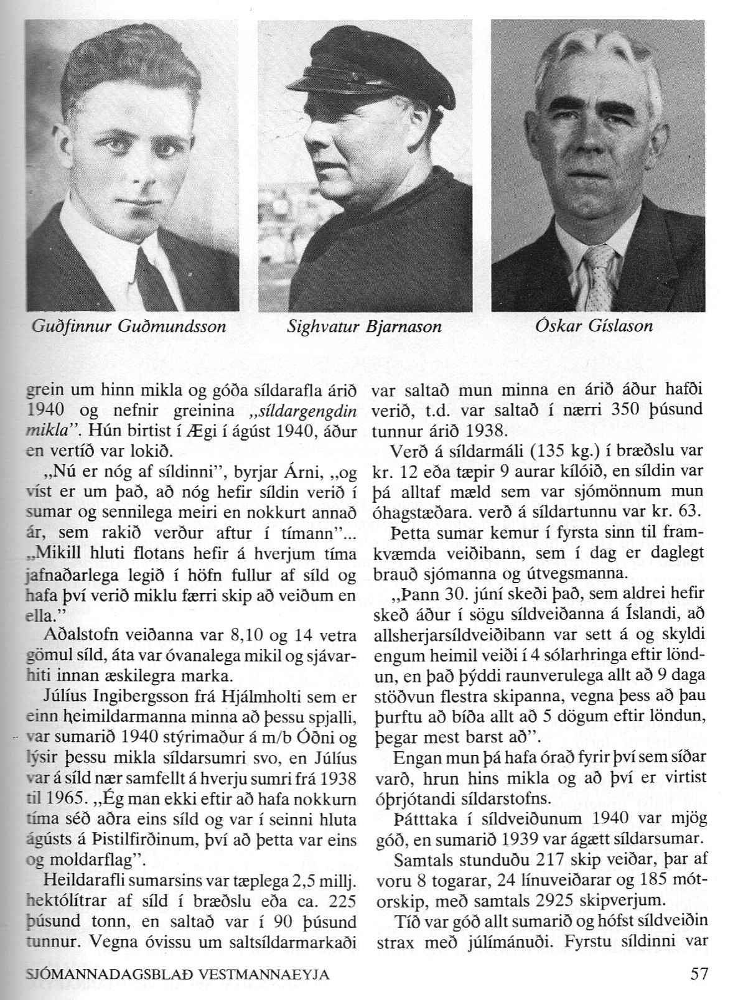 Guðfinnur Guðmundsson
Sighvatur Bjarnason
Óskar Gíslason
grein um hinn mikla og góða síldarafla árið
1940 og nefnir greinina „síldargengdin
mikla”. Hún birtist í Ægi í ágúst 1940, áður
en vertíð var lokið.
„Nú er nóg af síldinni”, byrjar Árni, „og
víst er um það, að nóg hefir síldin verið í
sumar og sennilega meiri en nokkurt annað
ár, sem rakið verður aftur í tímann”...
„Mikill hluti flotans hefir á hverjum tíma
jafnaðarlega legið í höfn fullur af síld og
hafa því verið miklu færri skip að veiðum en
ella.”
Aðalstofn veiðanna var 8,10 og 14 vetra
gömul síld, áta var óvanalega mikil og sjávar-
hiti innan æskilegra marka.
Júlíus Ingibergsson frá Hjálmholti sem er
einn heimildarmanna minna að þessu spjalli,
var sumarið 1940 stýrimaður á m/b Óðni og
lýsir þessu mikla síldarsumri svo, en Júlíus
var á síld nær samfellt á hverju sumri frá 1938
til 1965. „Ég man ekki eftir að hafa nokkurn
tíma séð aðra eins síld og var í seinni hluta
ágústs á Þistilfirðinum, því að þetta var eins
og moldarflag”.
Heildarafli sumarsins var tæplega 2,5 millj.
hektólítrar af síld í bræðslu eða ca. 225
þúsund tonn, en saltað var í 90 þúsund
tunnur. Vegna óvissu um saltsíldarmarkaði
var saltað mun minna en árið áður hafði
verið, t.d. var saltað í nærri 350 þúsund
tunnur árið 1938.
Verð á síldarmáli (135 kg.) í bræðslu var
kr. 12 eða tæpir 9 aurar kílóið, en síldin var
þá alltaf mæld sem var sjómönnum mun
óhagstæðara. verð á síldartunnu var kr. 63.
Þetta sumar kemur í fyrsta sinn til fram-
kvæmda veiðibann, sem í dag er daglegt
brauð sjómanna og útvegsmanna.
„Þann 30. júní skeði það, sem aldrei hefir
skeð áður í sögu síldveiðanna á Íslandi, að
allsherjarsíldveiðibann var sett á og skyldi
engum heimil veiði í 4 sólarhringa eftir lönd-
un, en það þýddi raunverulega allt að 9 daga
stöðvun flestra skipanna, vegna þess að þau
þurftu að bíða allt að 5 dögum eftir löndun,
þegar mest barst að”.
Engan mun þá hafa órað fyrir því sem síðar
varð, hrun hins mikla og að því er virtist
óþrjótandi síldarstofns.
Þátttaka í síldveiðunum 1940 var mjög
góð, en sumarið 1939 var ágætt síldarsumar.
Samtals stunduðu 217 skip veiðar, þar af
voru 8 togarar, 24 línuveiðarar og 185 mót-
orskip, með samtals 2925 skipverjum.
Tíð var góð allt sumarið og hófst síldveiðin
strax með júlímánuði. Fyrstu síldinni var
SJÓMANNADAGSBLAÐ VESTMANNAEYJA
57